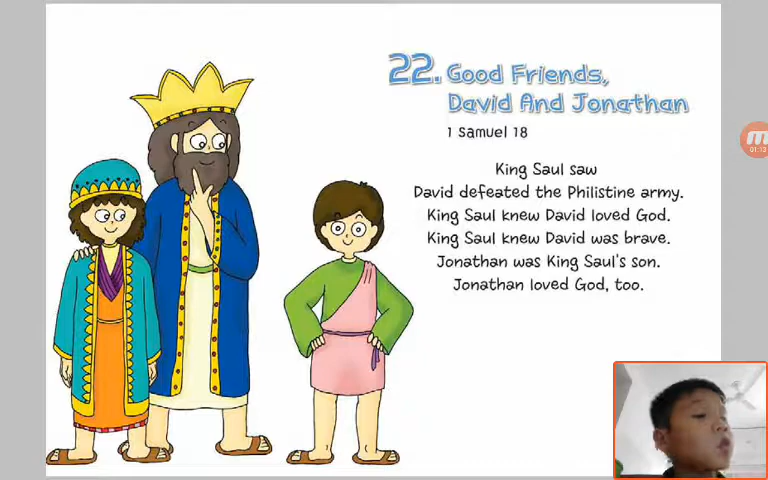 22. Good Friends,
David And Jonathan
1 Samuel 18
King Saul saw
David defeated the Philistine army.
King Saul knew David loved God.
King Saul knew David was brave.
Jonathan was King Saul's son.
Jonathan loved God, too.
01:13